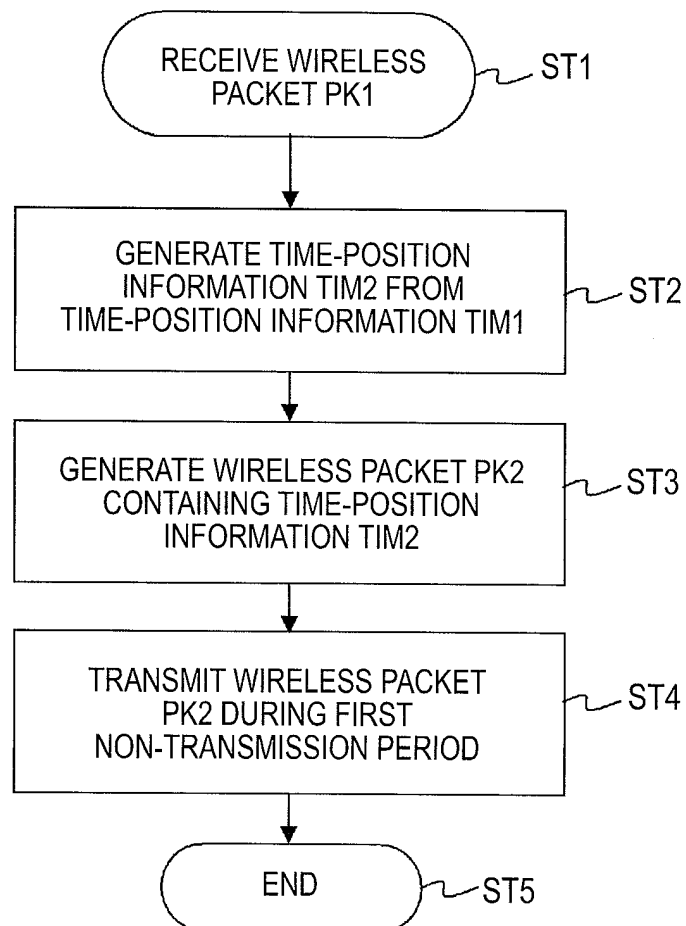 RECEIVE WIRELESS
PACKET PK1
ST1
GENERATE TIME-POSITION
INFORMATION TIM2 FROM
TIME-POSITION INFORMATION TIM1
ST2
GENERATE WIRELESS PACKET PK2
CONTAINING TIME-POSITION
INFORMATION TIM2
ST3
TRANSMIT WIRELESS PACKET
PK2 DURING FIRST
NON-TRANSMISSION PERIOD
ST4
END
ST5